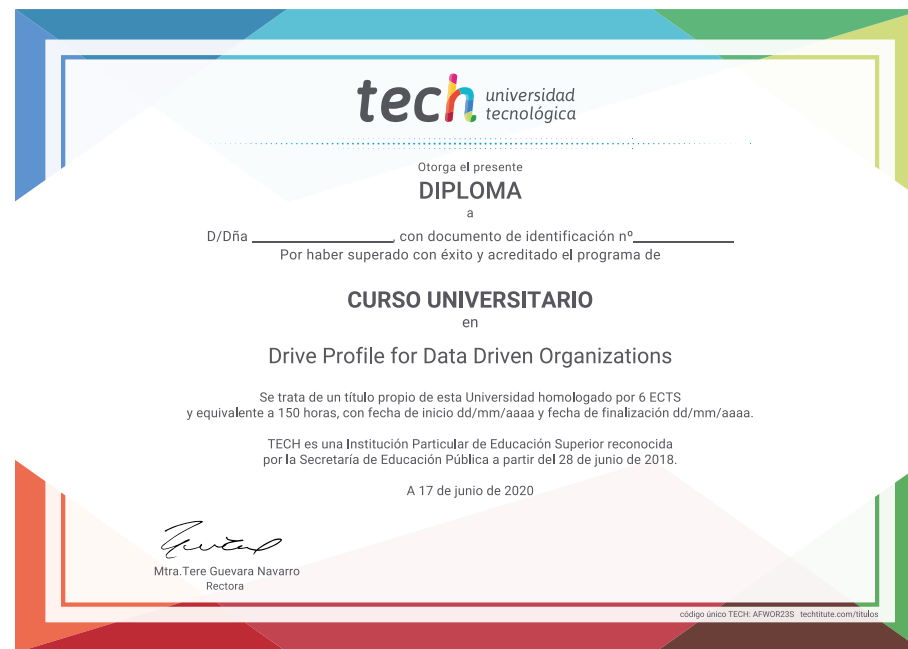 tech universidad
tecnológica
Otorga el presente
DIPLOMA
a
D/Dña ____________________, con documento de identificación nº______________
Por haber superado con éxito y acreditado el programa de
CURSO UNIVERSITARIO
en
Drive Profile for Data Driven Organizations
Se trata de un título propio de esta Universidad homologado por 6 ECTS
y equivalente a 150 horas, con fecha de inicio dd/mm/aaaa y fecha de finalización dd/mm/aaaa.
TECH es una Institución Particular de Educación Superior reconocida
por la Secretaría de Educación Pública a partir del 28 de junio de 2018.
A 17 de junio de 2020
Mtra.Tere Guevara Navarro
Rectora
código único TECH: AFWOR23S techtitute.com/titulos